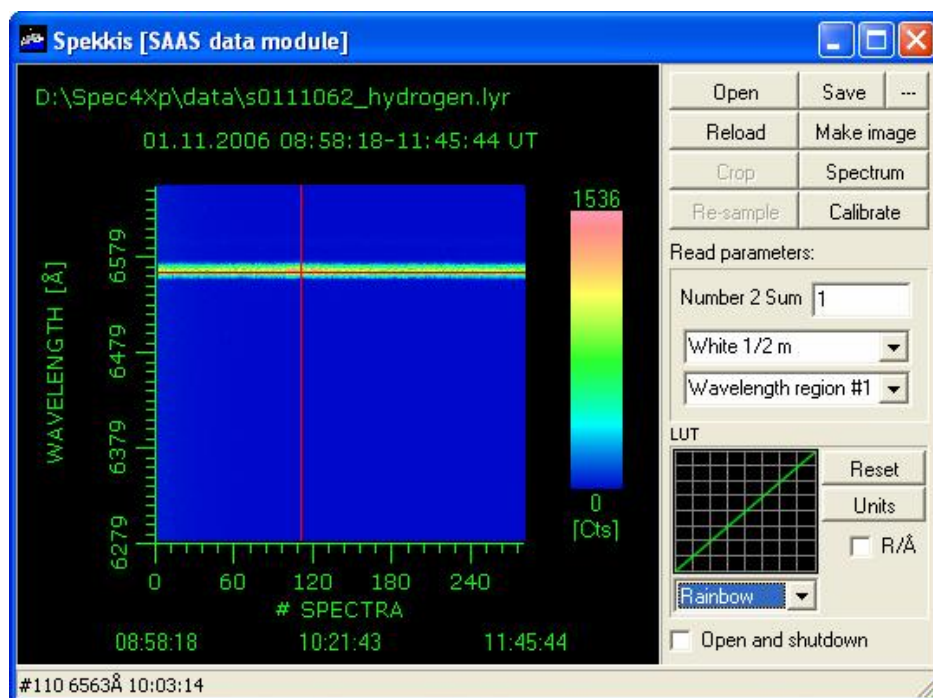 Spekkis [SAAS data module]
D:\Spec4Xp\data\s0111062_hydrogen.lyr
01.11.2006 08:58:18-11:45:44 UT
WAVELENGTH [Å]
6579
6479
6379
6279
0 60 120 180 240
# SPECTRA
08:58:18 10:21:43 11:45:44
1536
0
[Cts]
Open Save ...
Reload Make image
Crop Spectrum
Re-sample Calibrate
Read parameters:
Number 2 Sum 1
White 1/2 m
Wavelength region #1
LUT
Reset
Units
R/Å
Rainbow
Open and shutdown
#110 6563Å 10:03:14